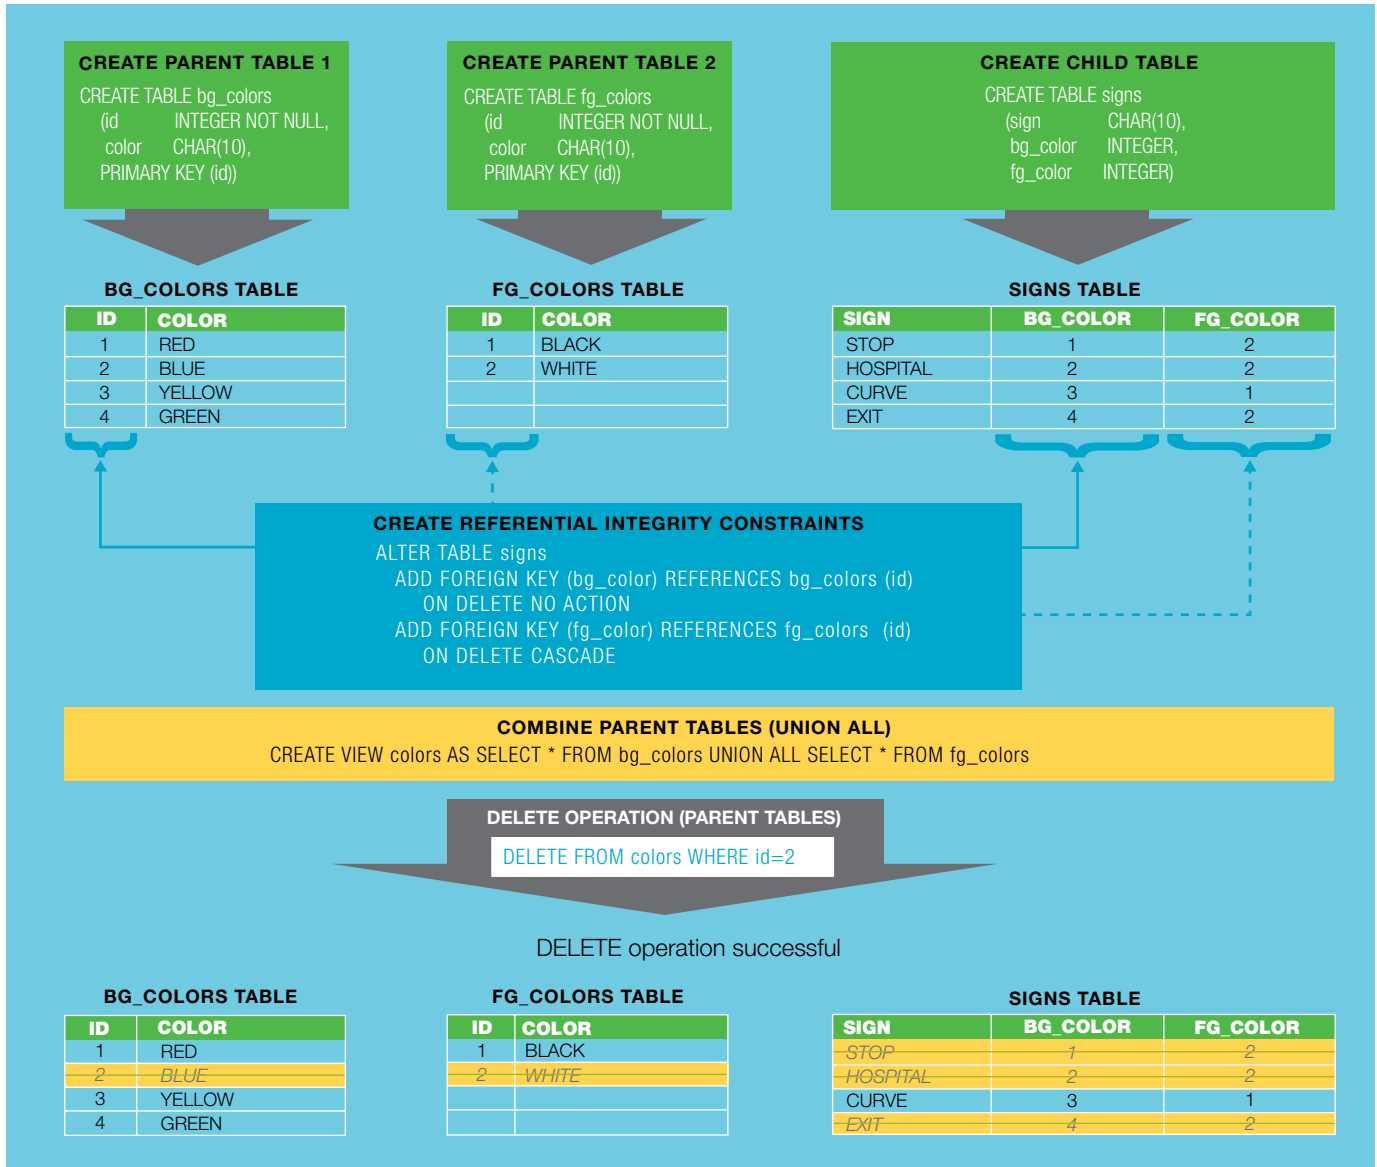 CREATE PARENT TABLE 1
CREATE TABLE bg_colors
(id INTEGER NOT NULL,
color CHAR(10),
PRIMARY KEY (id))
CREATE PARENT TABLE 2
CREATE TABLE fg_colors
(id INTEGER NOT NULL,
color CHAR(10),
PRIMARY KEY (id))
CREATE CHILD TABLE
CREATE TABLE signs
(sign CHAR(10),
bg_color INTEGER,
fg_color INTEGER)
BG_COLORS TABLE
ID COLOR
1 RED
2 BLUE
3 YELLOW
4 GREEN
FG_COLORS TABLE
ID COLOR
1 BLACK
2 WHITE
SIGNS TABLE
SIGN BG_COLOR FG_COLOR
STOP 1 2
HOSPITAL 2 2
CURVE 3 1
EXIT 4 2
CREATE REFERENTIAL INTEGRITY CONSTRAINTS
ALTER TABLE signs
ADD FOREIGN KEY (bg_color) REFERENCES bg_colors (id)
ON DELETE NO ACTION
ADD FOREIGN KEY (fg_color) REFERENCES fg_colors (id)
ON DELETE CASCADE
COMBINE PARENT TABLES (UNION ALL)
CREATE VIEW colors AS SELECT * FROM bg_colors UNION ALL SELECT * FROM fg_colors
DELETE OPERATION (PARENT TABLES)
DELETE FROM colors WHERE id=2
DELETE operation successful
BG_COLORS TABLE
ID COLOR
1 RED
2 BLUE
3 YELLOW
4 GREEN
FG_COLORS TABLE
ID COLOR
1 BLACK
2 WHITE
SIGNS TABLE
SIGN BG_COLOR FG_COLOR
STOP 1 2
HOSPITAL 2 2
CURVE 3 1
EXIT 4 2